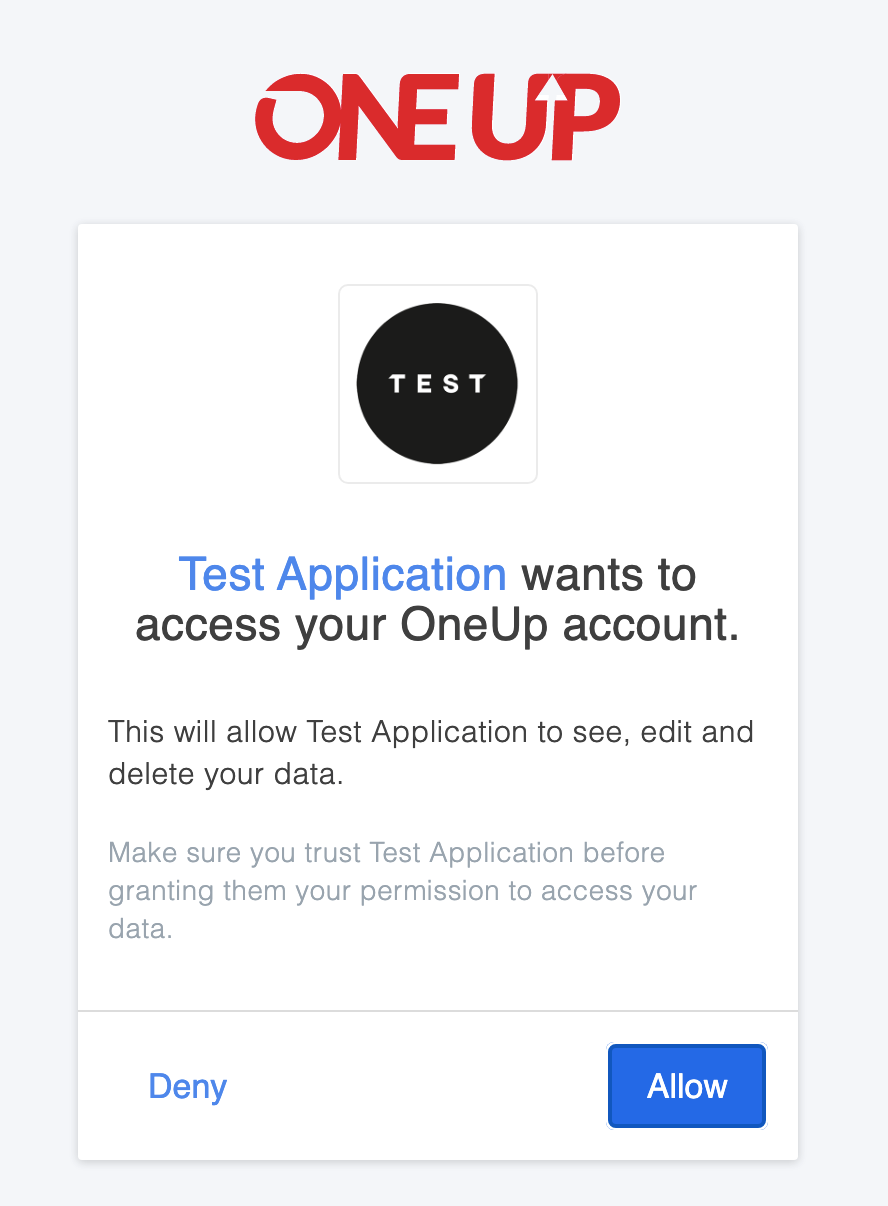 ONEUP
TEST
Test Application wants to
access your OneUp account.
This will allow Test Application to see, edit and
delete your data.
Make sure you trust Test Application before
granting them your permission to access your
data.
Deny
Allow